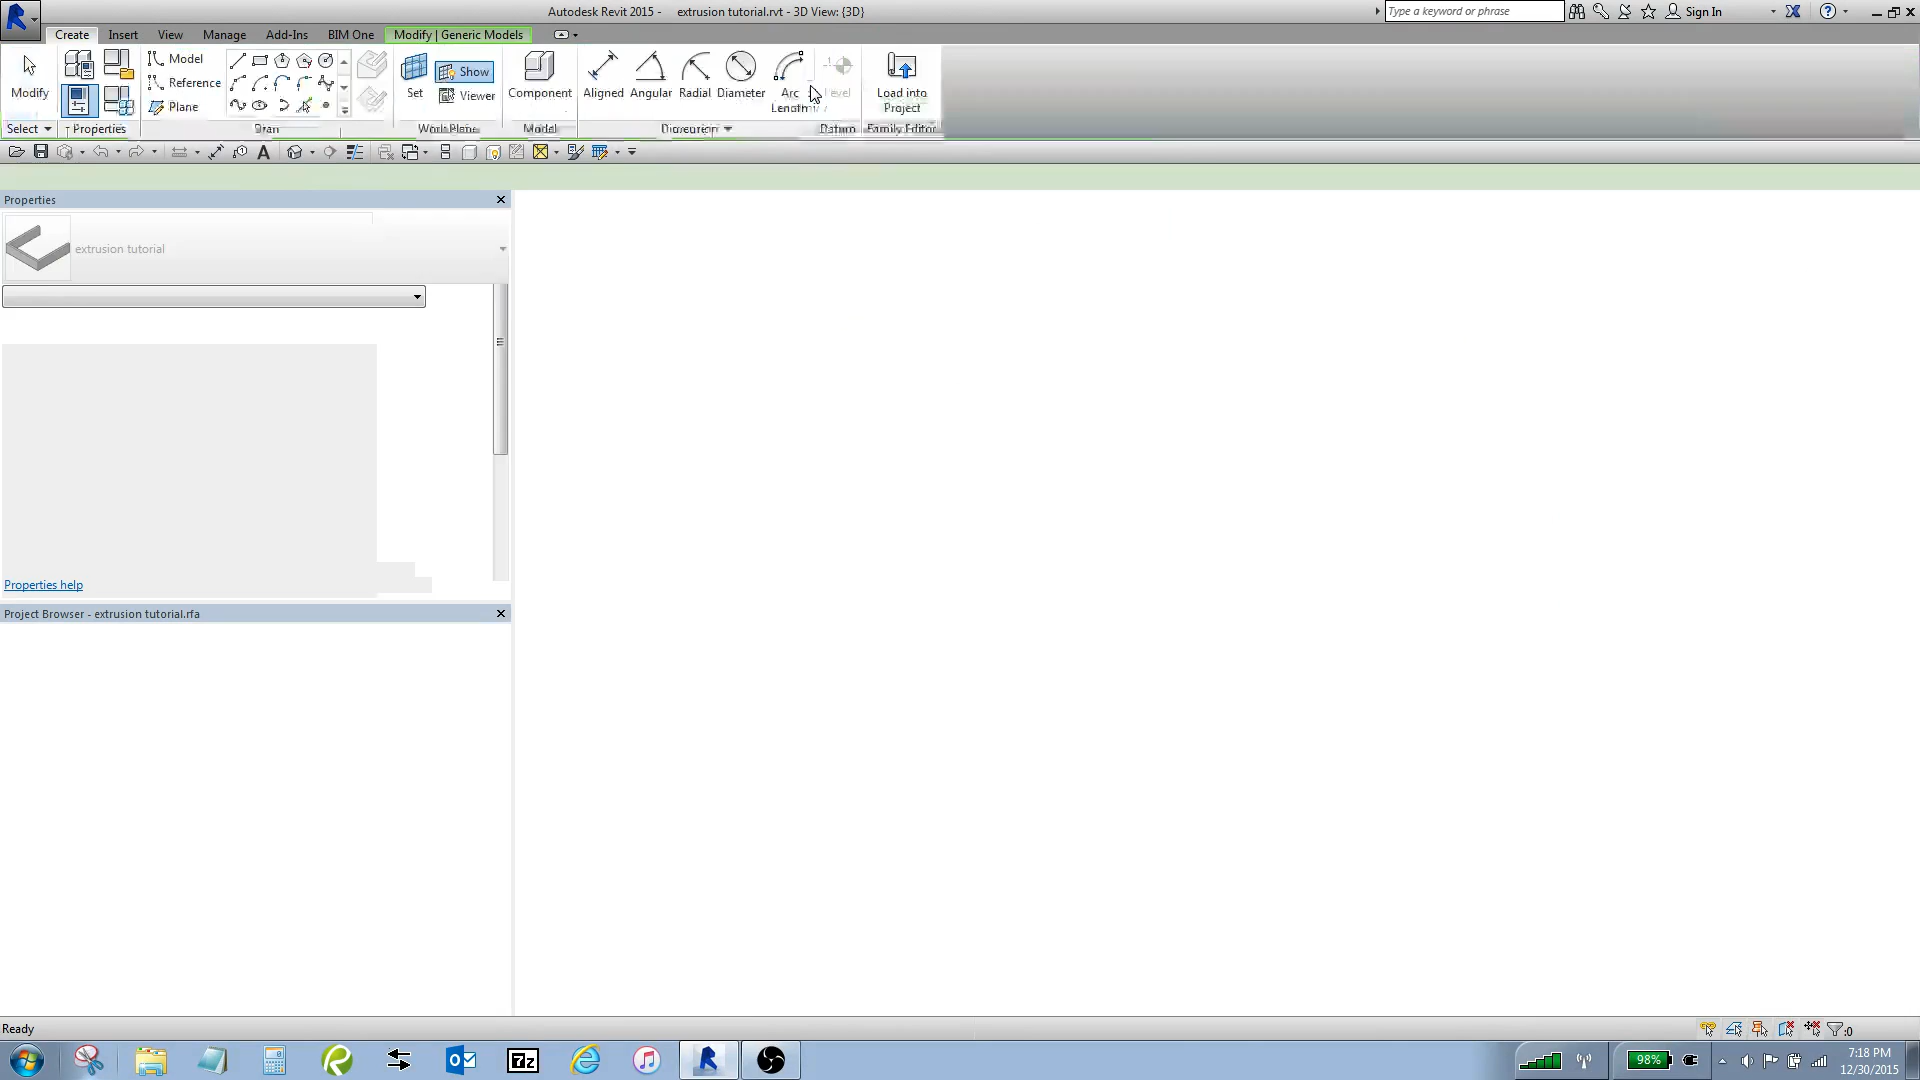 Autodesk Revit 2015 - extrusion tutorial.rvt - 3D View: {3D}
Type a keyword or phrase
Sign In
Create Insert View Manage Add-Ins BIM One Modify | Generic Models
Modify
Model
Reference
Plane
Set
Show
Viewer
Component
Aligned Angular Radial Diameter Arc Length
Level
Load into Project
Select Properties Work Plane Model Dimension Datum Family Editor
Properties
extrusion tutorial
Properties help
Project Browser - extrusion tutorial.rfa
Ready
:0
7z
98%
7:18 PM
12/30/2015